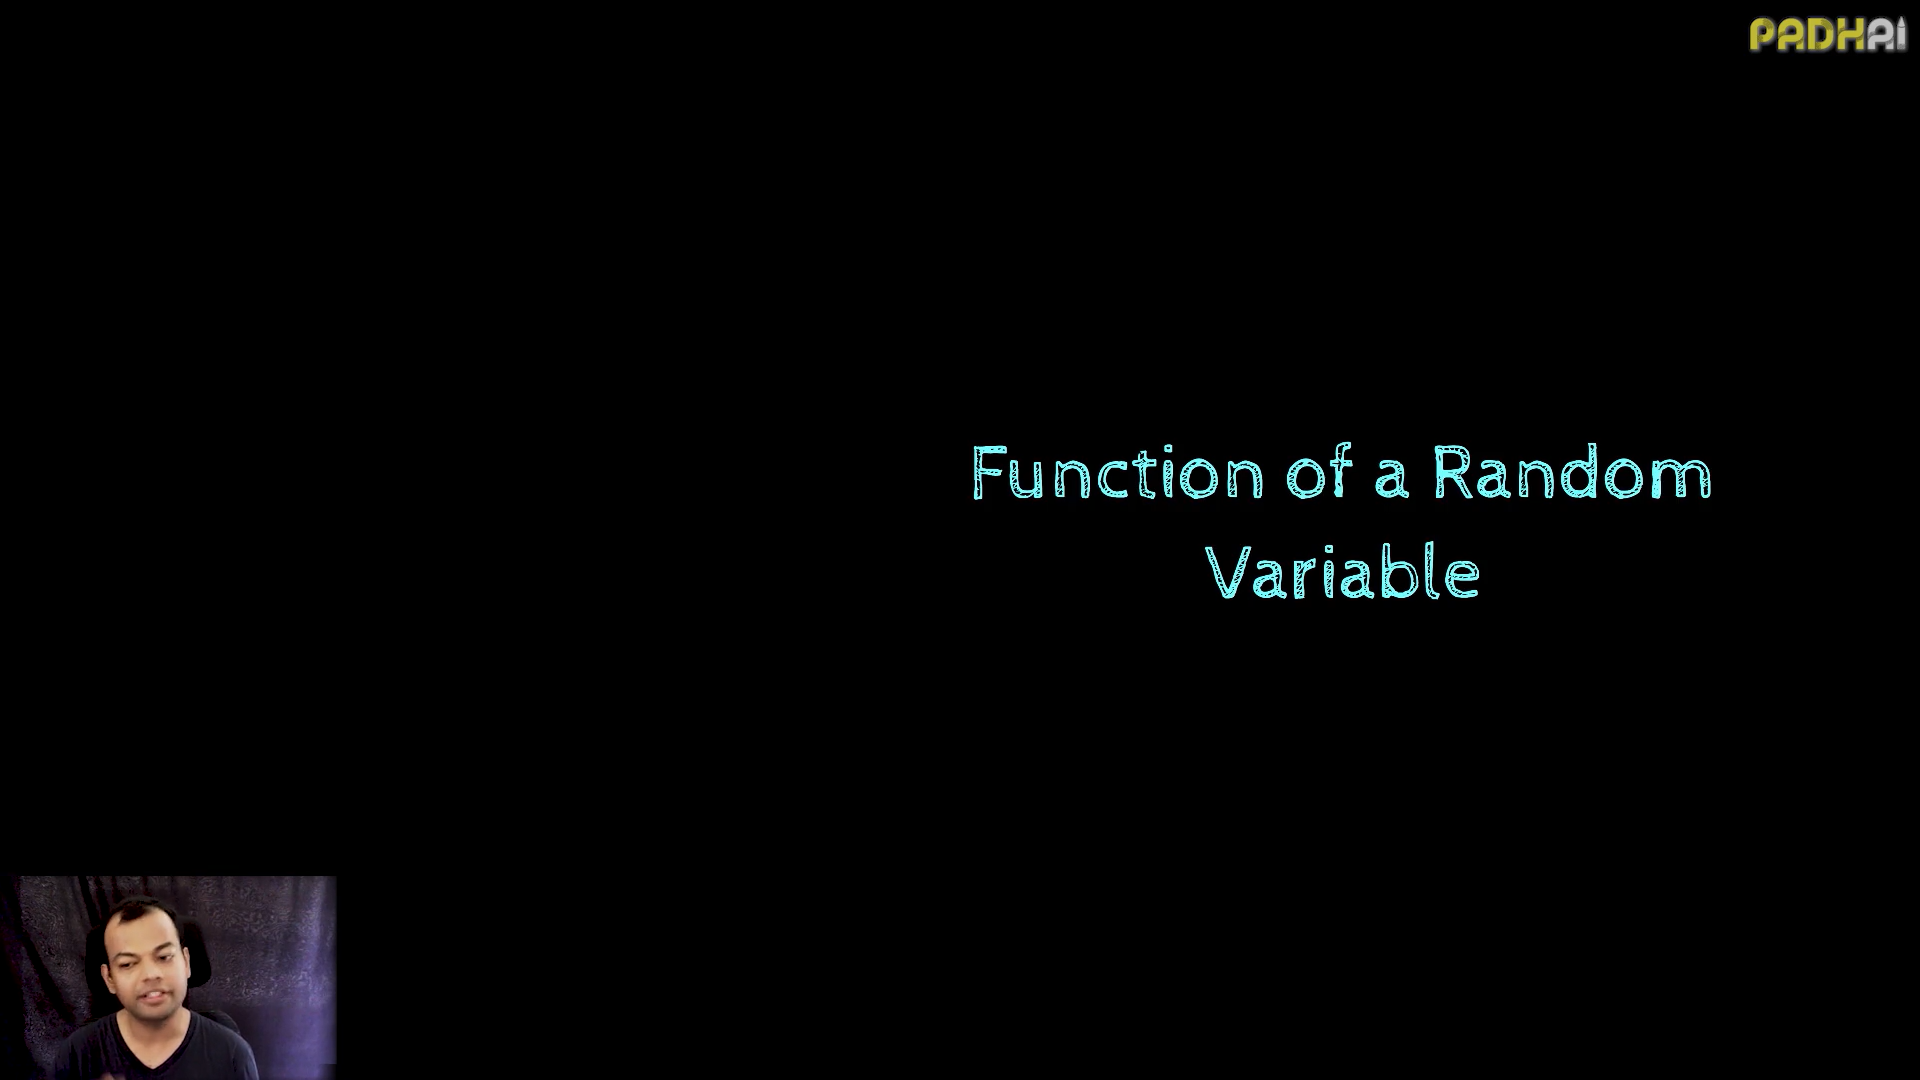 PADHAI
Function of a Random
Variable